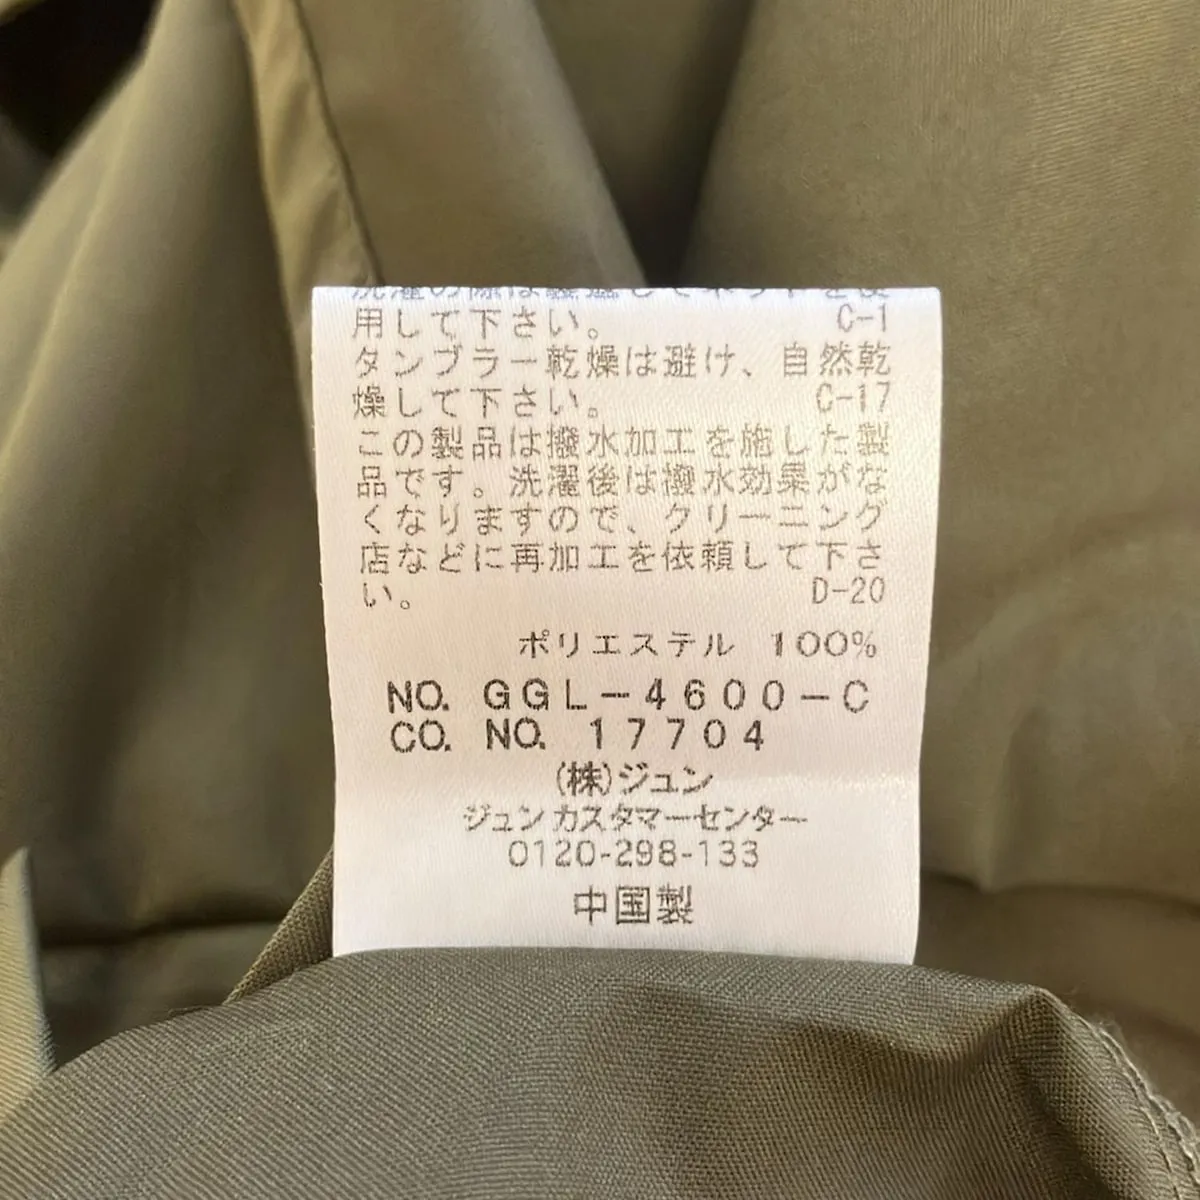 用して下さい。 C-1
タンブラー乾燥は避け、自然乾
燥して下さい。 C-17
この製品は撥水加工を施した製
品です。洗濯後は撥水効果がな
くなりますので、クリーニング
店などに再加工を依頼して下さ
い。 D-20
ポリエステル 100%
NO. GGL-4600-C
CO. NO. 17704
(株)ジュン
ジュンカスタマーセンター
0120-298-133
中国製